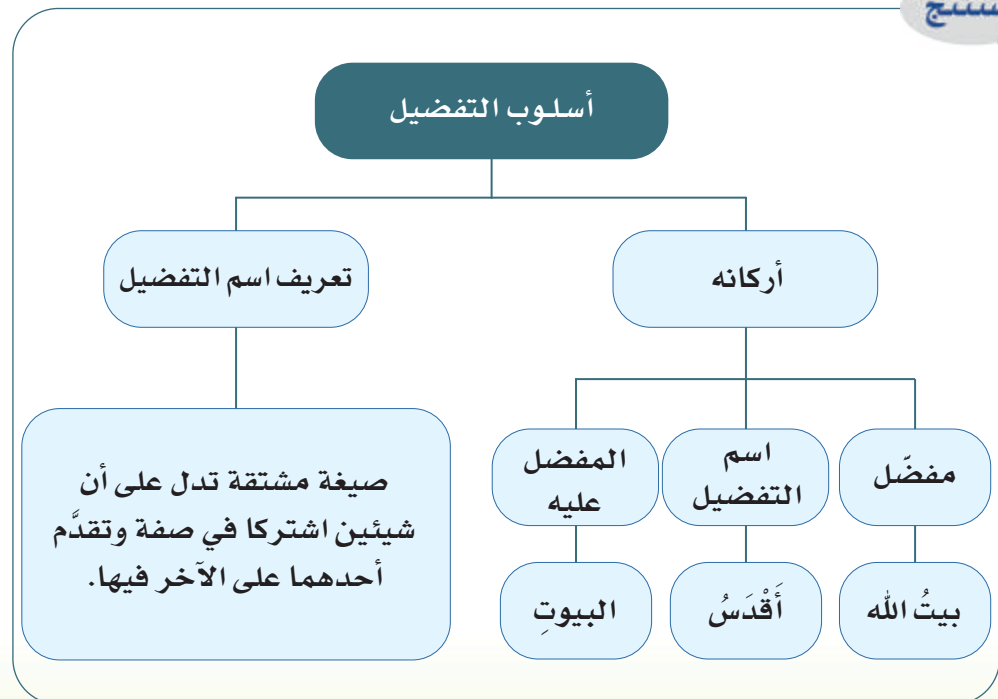 أسلوب التفضيل
أركانه
تعريف اسم التفضيل
مفضّل
اسم
التفضيل
المفضل
عليه
بيتُ الله
أَقْدَسُ
البيوتِ
صيغة مشتقة تدل على أن
شيئين اشتركا في صفة وتقدَّم
أحدهما على الآخر فيها.